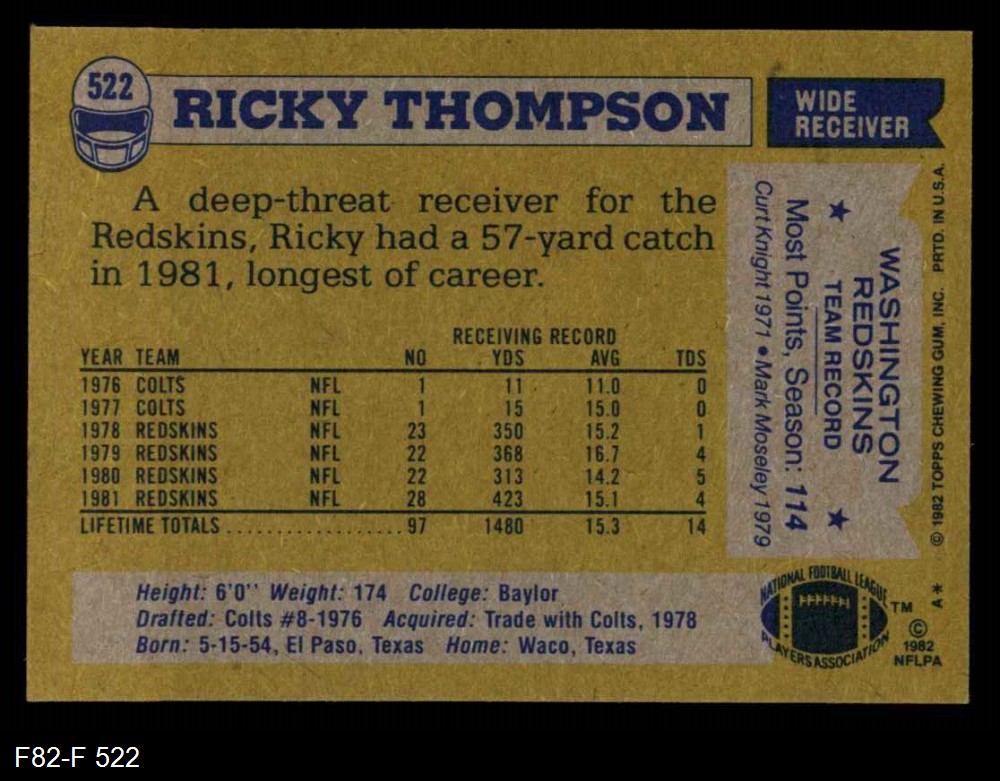 522
RICKY THOMPSON
WIDE
RECEIVER
A deep-threat receiver for the
Redskins, Ricky had a 57-yard catch
in 1981, longest of career.
RECEIVING RECORD
YEAR TEAM NO YDS AVG TDS
1976 COLTS NFL 1 11 11.0 0
1977 COLTS NFL 1 15 15.0 0
1978 REDSKINS NFL 23 350 15.2 1
1979 REDSKINS NFL 22 368 16.7 4
1980 REDSKINS NFL 22 313 14.2 5
1981 REDSKINS NFL 28 423 15.1 4
LIFETIME TOTALS .................. 97 1480 15.3 14
Height: 6'0'' Weight: 174 College: Baylor
Drafted: Colts #8-1976 Acquired: Trade with Colts, 1978
Born: 5-15-54, El Paso, Texas Home: Waco, Texas
WASHINGTON
REDSKINS
★ TEAM RECORD ★
Most Points, Season: 114
Curt Knight 1971 • Mark Moseley 1979
© 1982 TOPPS CHEWING GUM, INC. PRTD. IN U.S.A.
A*
NATIONAL FOOTBALL LEAGUE
PLAYERS ASSOCIATION
TM
©
1982
NFLPA
F82-F 522